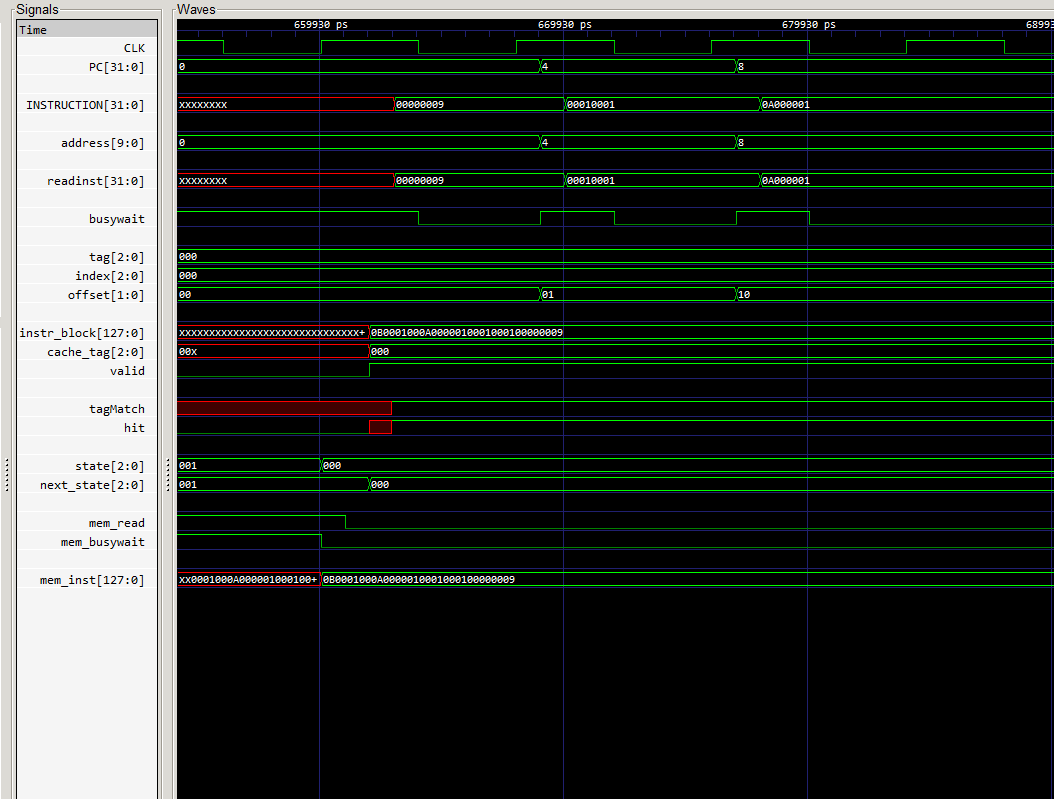 Signals Waves
Time 659930 ps 669930 ps 679930 ps 68993
CLK
PC[31:0] 0 4 8
INSTRUCTION[31:0] xxxxxxxx 00000009 00010001 0A000001
address[9:0] 0 4 8
readinst[31:0] xxxxxxxx 00000009 00010001 0A000001
busywait
tag[2:0] 000
index[2:0] 000
offset[1:0] 00 01 10
instr_block[127:0] xxxxxxxxxxxxxxxxxxxxxxxxxxxxxx+ 0B0001000A0000010001000100000009
cache_tag[2:0] 00x 000
valid
tagMatch
hit
state[2:0] 001 000
next_state[2:0] 001 000
mem_read
mem_busywait
mem_inst[127:0] xx0001000A000001000100+ 0B0001000A0000010001000100000009